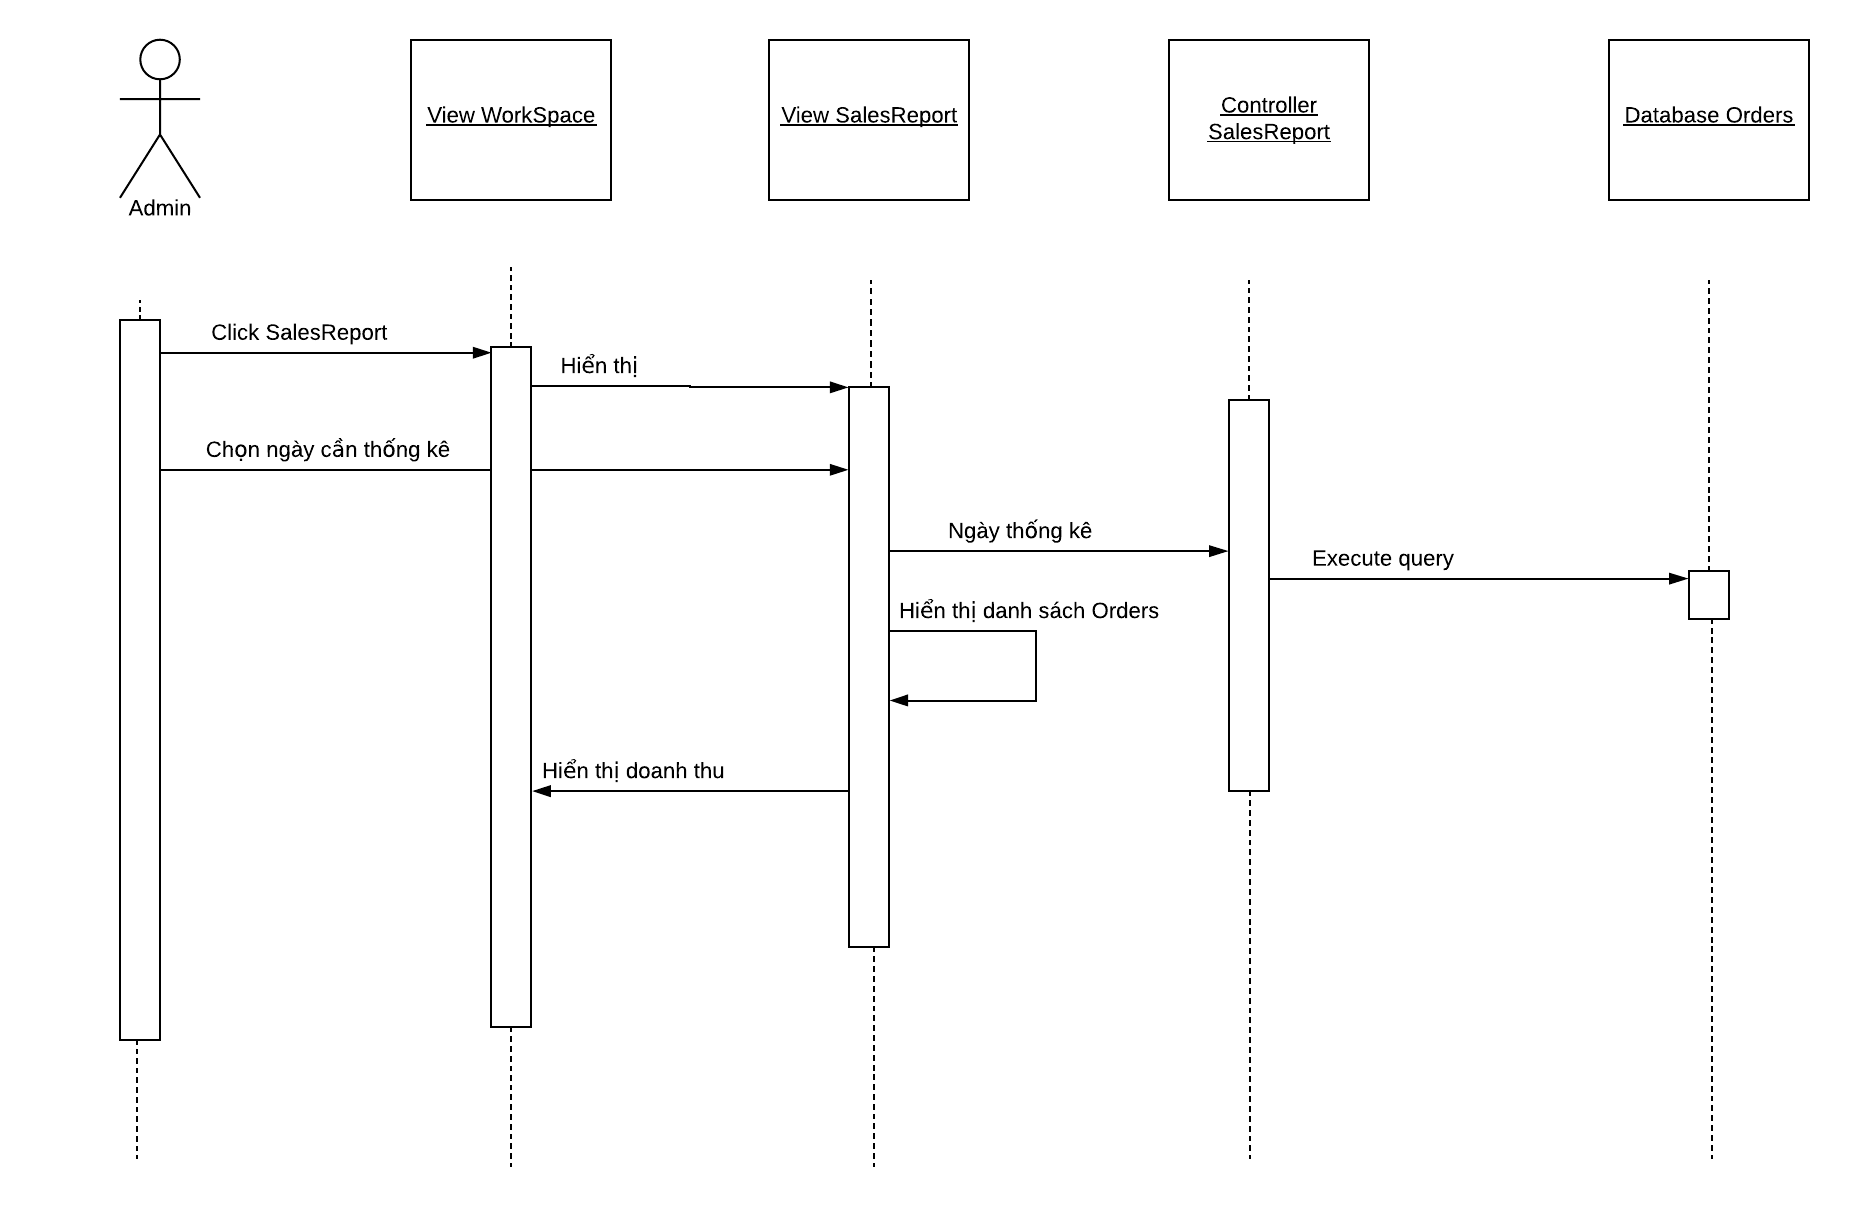 View WorkSpace
View SalesReport
Controller
SalesReport
Database Orders
Admin
Click SalesReport
Hiển thị
Chọn ngày cần thống kê
Ngày thống kê
Execute query
Hiển thị danh sách Orders
Hiển thị doanh thu